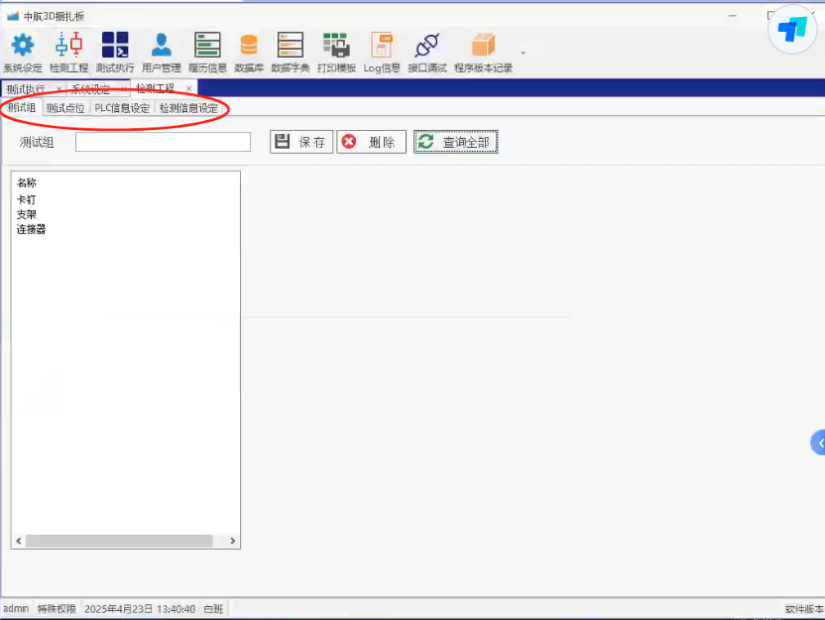 中航3D捆扎板
系统设定 检测工程 测试执行 用户管理 履历信息 数据库 数据字典 打印模板 Log信息 接口调试 程序版本记录
测试执行 系统设定 检测工程
测试组 测试点位 PLC信息设定 检测信息设定
测试组 保存 删除 查询全部
名称
卡钉
支架
连接器
admin 特殊权限 2025年4月23日 13:40:40 白班 软件版本